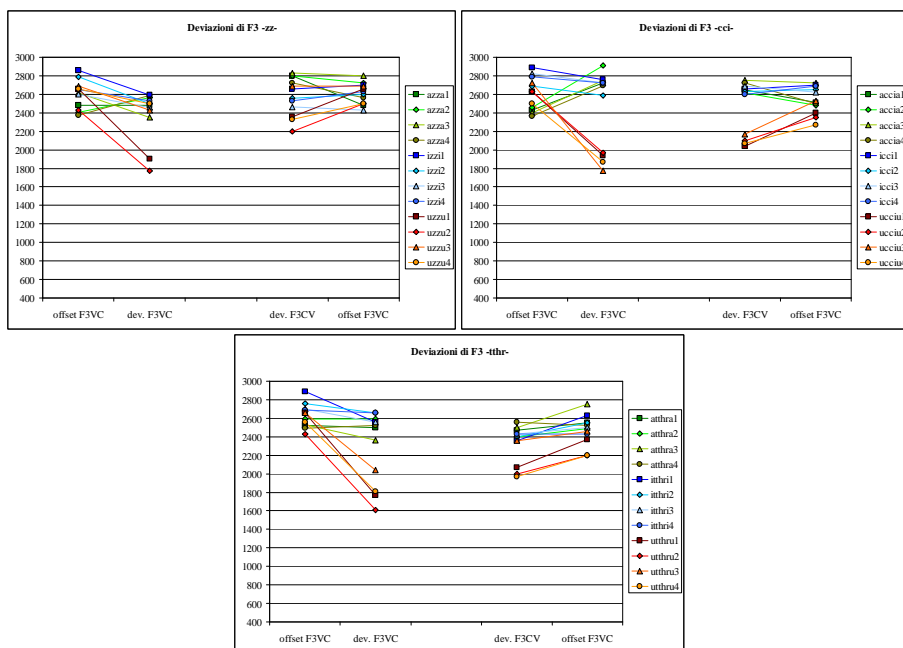 Deviazioni di F3 -zz-
3000
2800
2600
2400
2200
2000
1800
1600
1400
1200
1000
800
600
400
offset F3VC
dev. F3VC
dev. F3CV
offset F3VC
azza1
azza2
azza3
azza4
izzi1
izzi2
izzi3
izzi4
uzzu1
uzzu2
uzzu3
uzzu4
Deviazioni di F3 -cci-
3000
2800
2600
2400
2200
2000
1800
1600
1400
1200
1000
800
600
400
offset F3VC
dev. F3VC
dev. F3CV
offset F3VC
accia1
accia2
accia3
accia4
icci1
icci2
icci3
icci4
ucciu1
ucciu2
ucciu3
ucciu4
Deviazioni di F3 -tthr-
3000
2800
2600
2400
2200
2000
1800
1600
1400
1200
1000
800
600
400
offset F3VC
dev. F3VC
dev. F3CV
offset F3VC
atthra1
atthra2
atthra3
atthra4
itthri1
itthri2
itthri3
itthri4
utthru1
utthru2
utthru3
utthru4